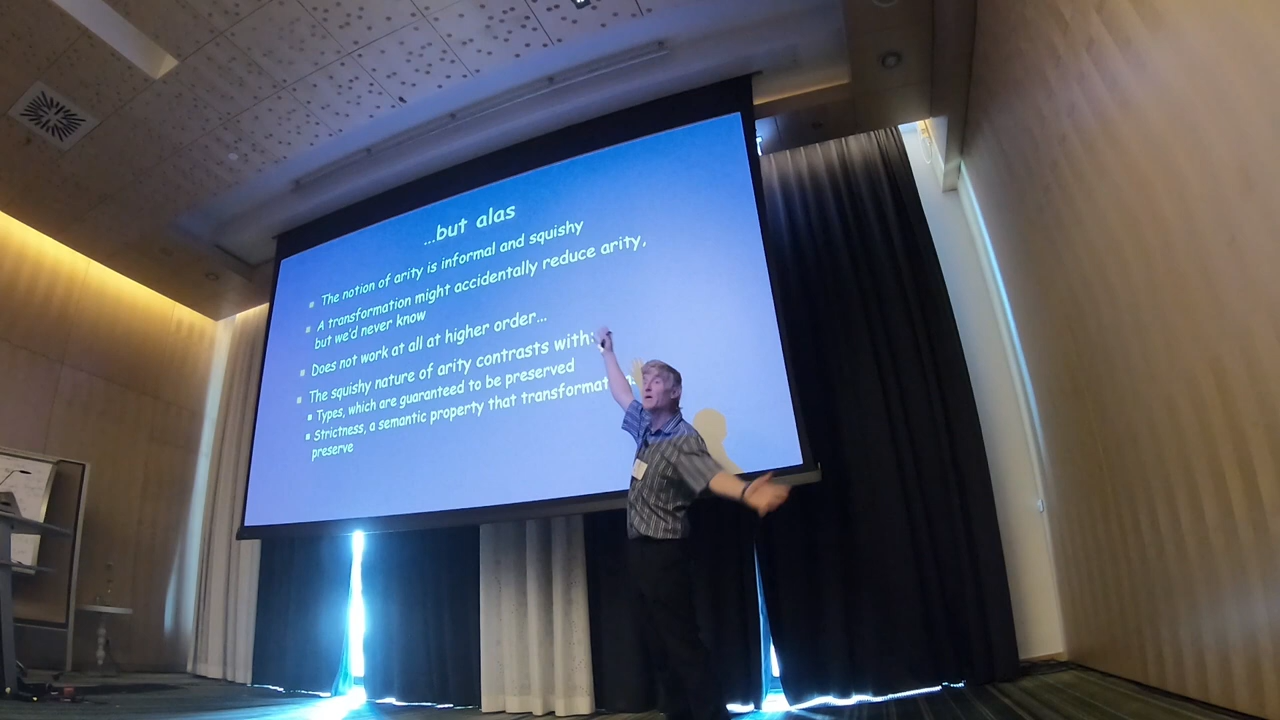 ...but alas
The notion of arity is informal and squishy
A transformation might accidentally reduce arity,
but we'd never know
Does not work at all at higher order...
The squishy nature of arity contrasts with:
Types, which are guaranteed to be preserved
Strictness, a semantic property that
preserve